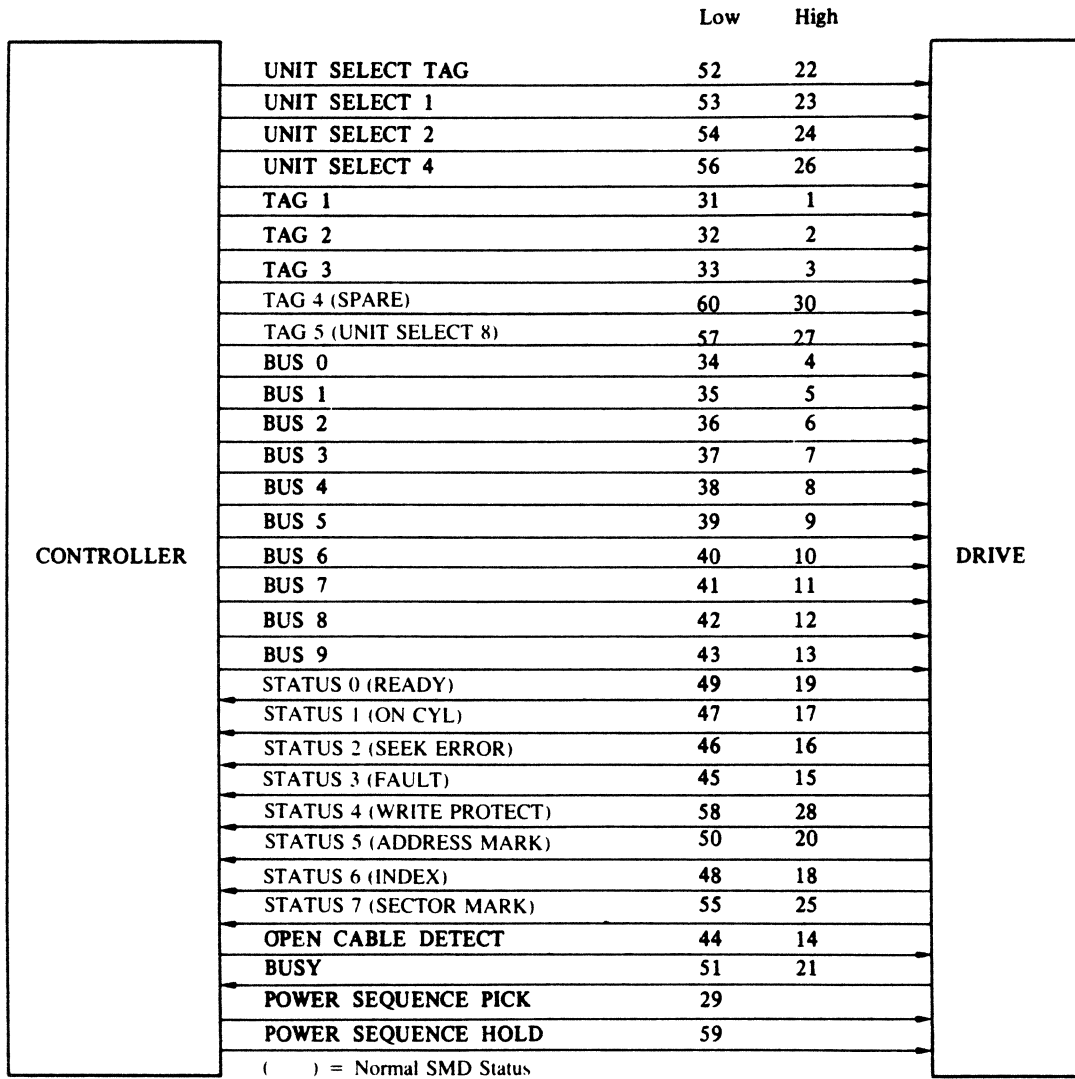 Low High
UNIT SELECT TAG 52 22
UNIT SELECT 1 53 23
UNIT SELECT 2 54 24
UNIT SELECT 4 56 26
TAG 1 31 1
TAG 2 32 2
TAG 3 33 3
TAG 4 (SPARE) 60 30
TAG 5 (UNIT SELECT 8) 57 27
BUS 0 34 4
BUS 1 35 5
BUS 2 36 6
BUS 3 37 7
BUS 4 38 8
BUS 5 39 9
CONTROLLER BUS 6 40 10 DRIVE
BUS 7 41 11
BUS 8 42 12
BUS 9 43 13
STATUS 0 (READY) 49 19
STATUS 1 (ON CYL) 47 17
STATUS 2 (SEEK ERROR) 46 16
STATUS 3 (FAULT) 45 15
STATUS 4 (WRITE PROTECT) 58 28
STATUS 5 (ADDRESS MARK) 50 20
STATUS 6 (INDEX) 48 18
STATUS 7 (SECTOR MARK) 55 25
OPEN CABLE DETECT 44 14
BUSY 51 21
POWER SEQUENCE PICK 29
POWER SEQUENCE HOLD 59
( ) = Normal SMD Status